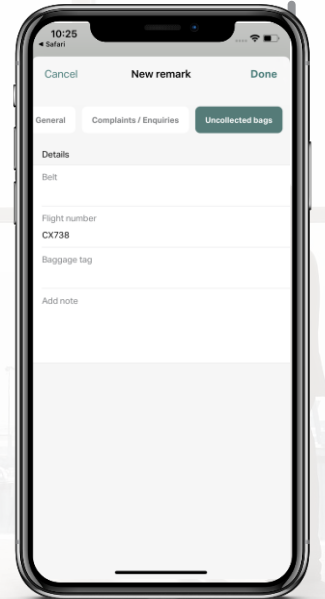 10:25
◀ Safari
Cancel
New remark
Done
General
Complaints / Enquiries
Uncollected bags
Details
Belt
Flight number
CX738
Baggage tag
Add note